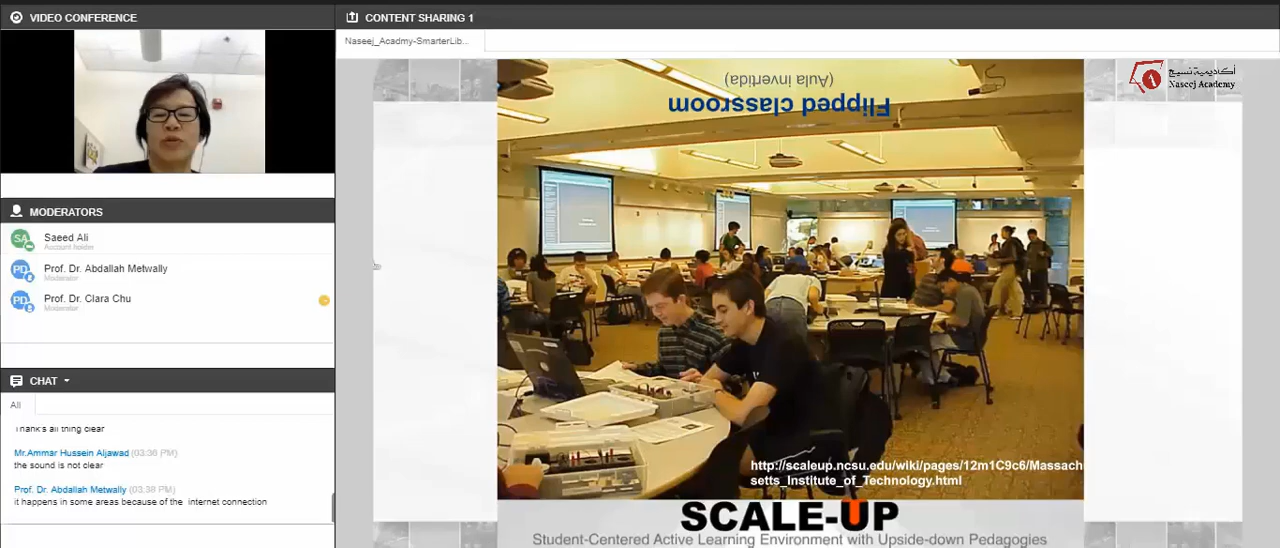 VIDEO CONFERENCE
MODERATORS
SA
Saeed Ali
Account holder
PD
Prof. Dr. Abdallah Metwally
Moderator
PD
Prof. Dr. Clara Chu
Moderator
CHAT
All
Thank's all thing clear
Mr.Ammar Hussein Aljawad (03:36 PM)
the sound is not clear
Prof. Dr. Abdallah Metwally (03:38 PM)
it happens in some areas because of the internet connection
CONTENT SHARING 1
Naseej_Acadmy-SmarterLib...
أكاديمية نسيج
Naseej Academy
(Aula Invertida)
Flipped classroom
http://scaleup.ncsu.edu/wiki/pages/12m1C9c6/Massach
setts_Institute_of_Technology.html
SCALE-UP
Student-Centered Active Learning Environment with Upside-down Pedagogies